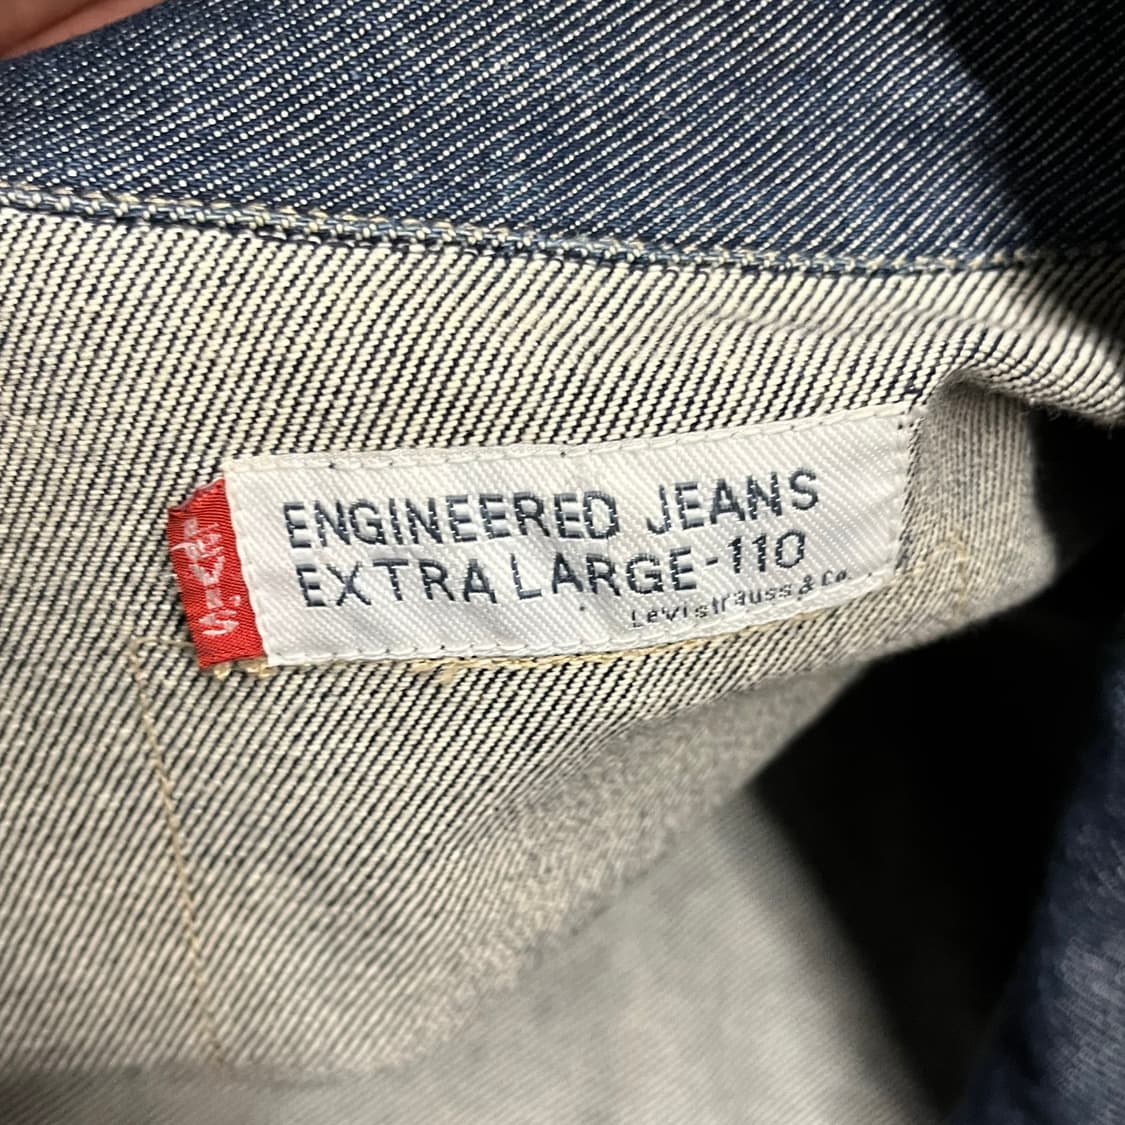 ENGINEERED JEANS
EXTRA LARGE-110
Levi Strauss & Co.